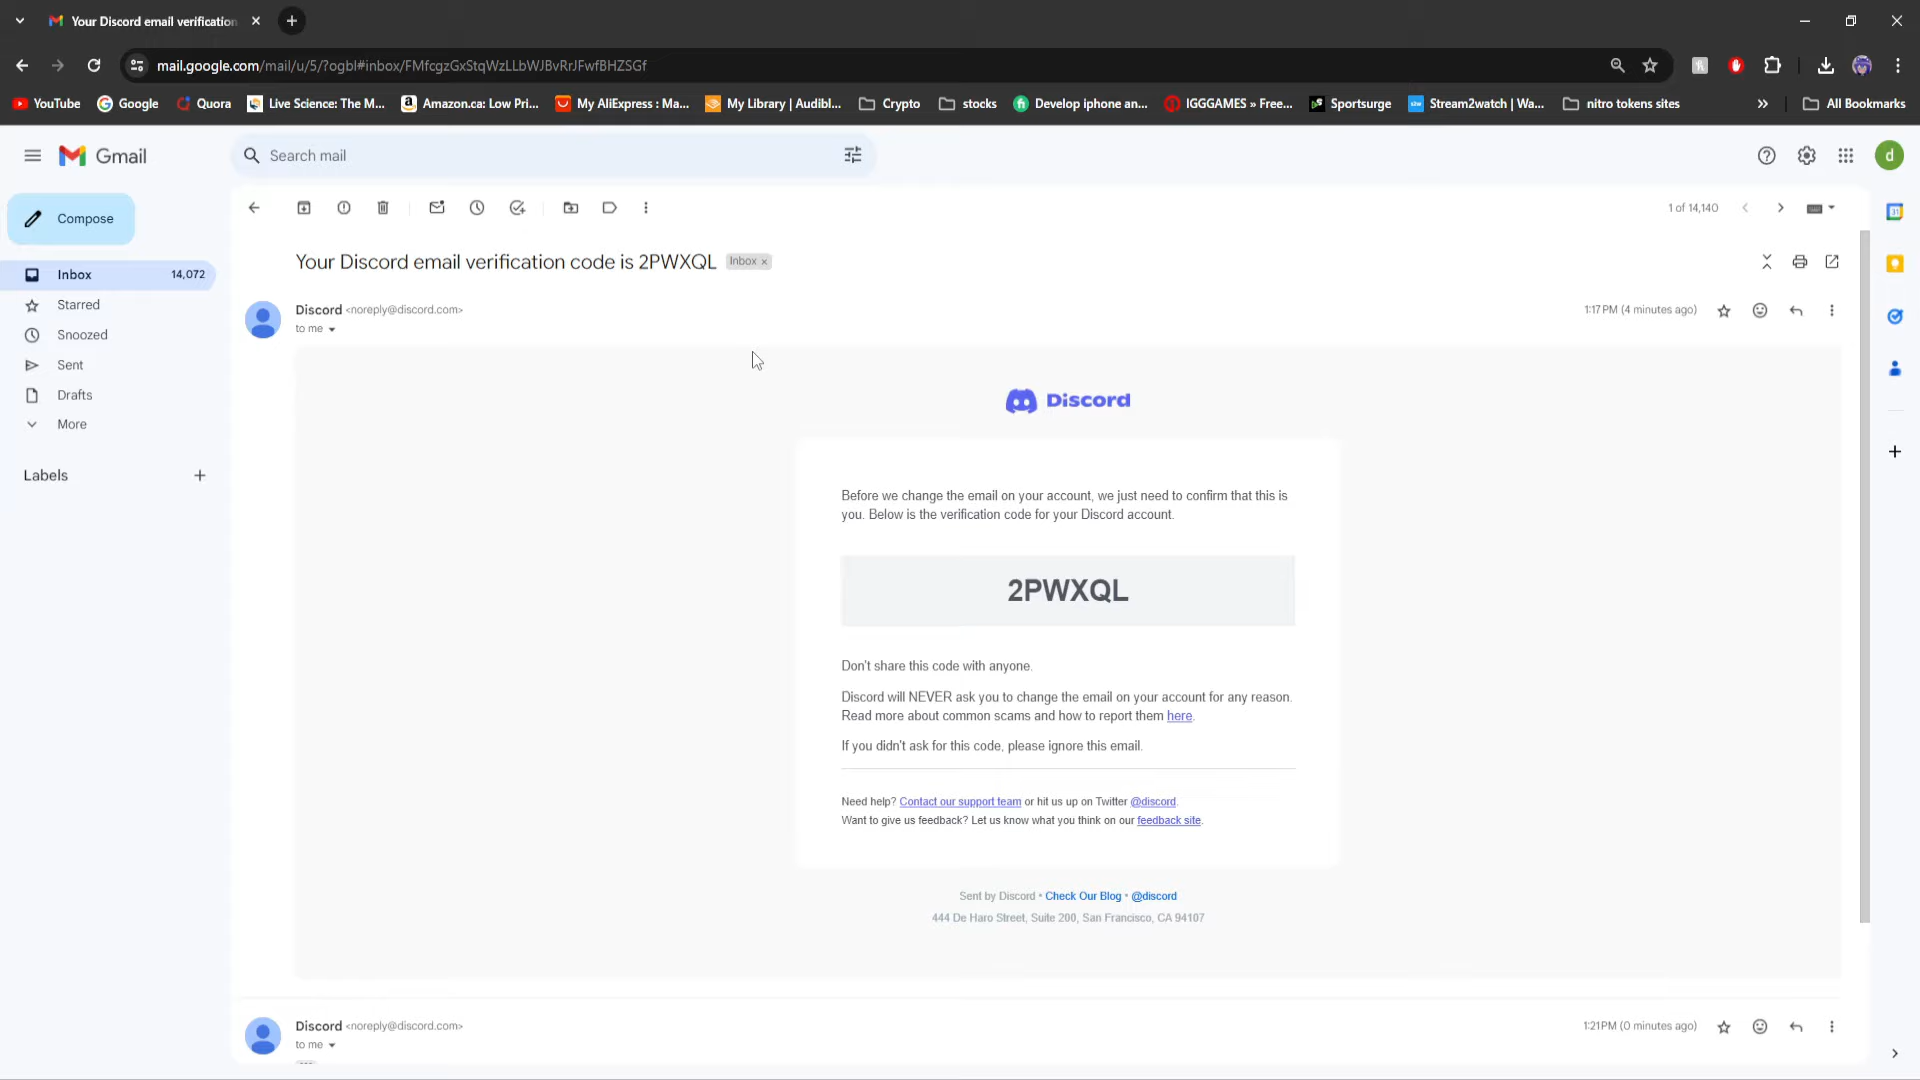 Your Discord email verification
mail.google.com/mail/u/5/?ogbl#inbox/FMfcgzGxStqWzLLbWJBvRrJFwfBHZSGf
YouTube Google Quora Live Science: The M... Amazon.ca: Low Pri... My AliExpress : Ma... My Library | Audibl... Crypto stocks Develop iphone an... IGGGAMES » Free... Sportsurge Stream2watch | Wa... nitro tokens sites » All Bookmarks
Gmail
Search mail
d
Compose
1 of 14,140
Inbox 14,072
Starred
Snoozed
Sent
Drafts
More
Labels
Your Discord email verification code is 2PWXQL Inbox x
Discord <noreply@discord.com> 1:17 PM (4 minutes ago)
to me
Discord
Before we change the email on your account, we just need to confirm that this is
you. Below is the verification code for your Discord account.
2PWXQL
Don't share this code with anyone.
Discord will NEVER ask you to change the email on your account for any reason.
Read more about common scams and how to report them here.
If you didn't ask for this code, please ignore this email.
Need help? Contact our support team or hit us up on Twitter @discord.
Want to give us feedback? Let us know what you think on our feedback site.
Sent by Discord • Check Our Blog • @discord
444 De Haro Street, Suite 200, San Francisco, CA 94107
Discord <noreply@discord.com> 1:21 PM (0 minutes ago)
to me